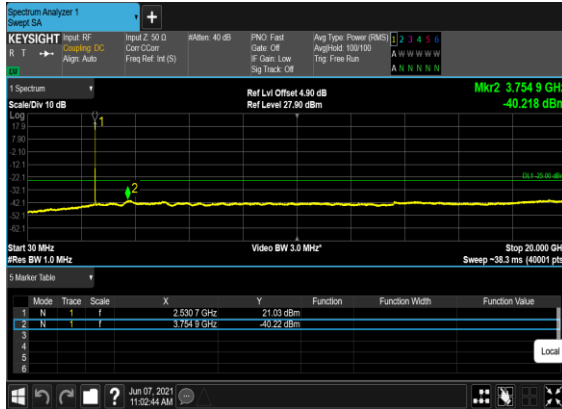 Spectrum Analyzer 1
Swept SA
+
KEYSIGHT Input: RF Input Z: 50 Ω #Atten: 40 dB PNO: Fast Avg Type: Power (RMS) 1 2 3 4 5 6
R T Coupling: DC Corr CCorr Gate: Off Avg|Hold: 100/100 A W W W W W
Align: Auto Freq Ref: Int (S) IF Gain: Low Trig: Free Run
Sig Track: Off A N N N N N
LU
1 Spectrum Ref Lvl Offset 4.90 dB Mkr2 3.754 9 GHz
Scale/Div 10 dB Ref Level 27.90 dBm -40.218 dBm
Log
17.9
7.90
-2.10
-12.1
-22.1
-32.1
-42.1
-52.1
-62.1
1
2
DL1 -25.00 dBm
Start 30 MHz Video BW 3.0 MHz* Stop 20.000 GHz
#Res BW 1.0 MHz Sweep ~38.3 ms (40001 pts)
5 Marker Table
Mode Trace Scale X Y Function Function Width Function Value
1 N 1 f 2.530 7 GHz 21.03 dBm
2 N 1 f 3.754 9 GHz -40.22 dBm
3
4
5
6
Local
? Jun 07, 2021
11:02:44 AM